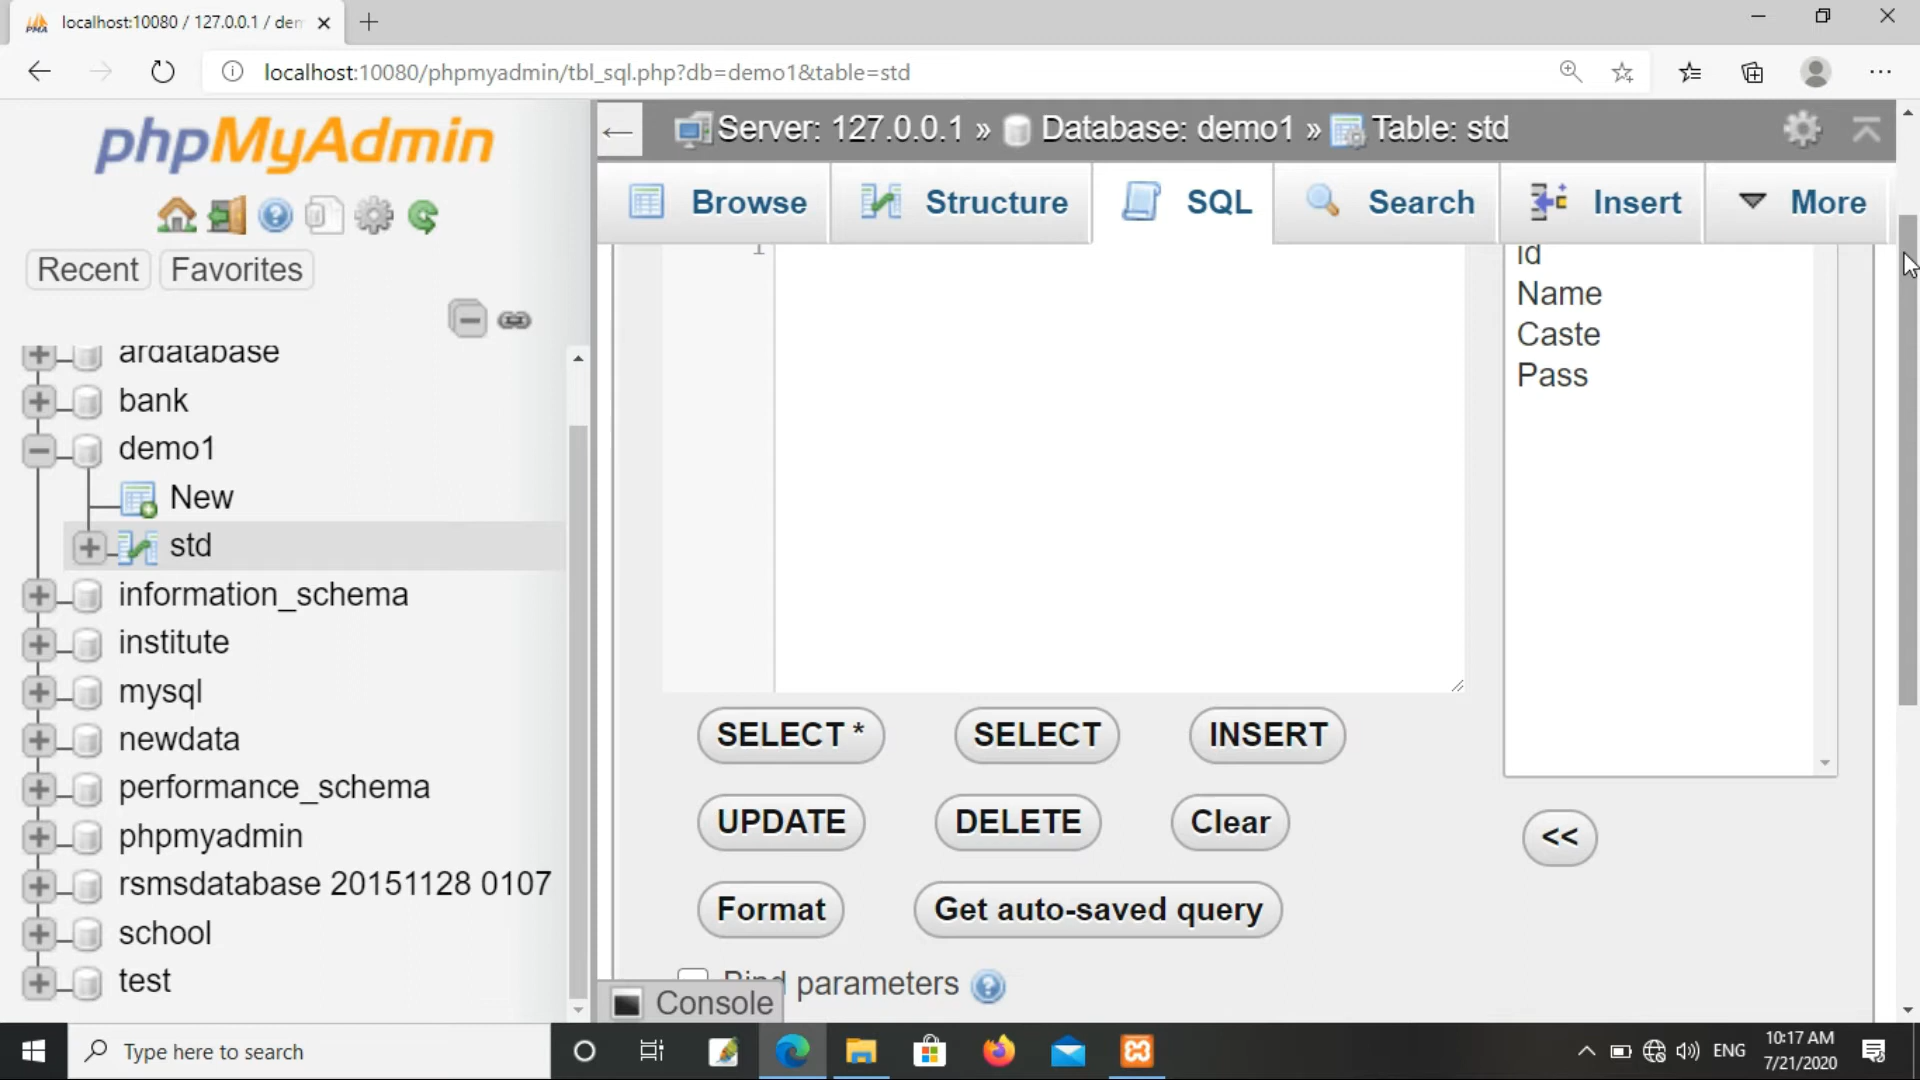 localhost:10080 / 127.0.0.1 / den
localhost:10080/phpmyadmin/tbl_sql.php?db=demo1&table=std
phpMyAdmin
Server: 127.0.0.1 » Database: demo1 » Table: std
Browse Structure SQL Search Insert More
Recent Favorites
ardatabase
bank
demo1
New
std
information_schema
institute
mysql
newdata
performance_schema
phpmyadmin
rsmsdatabase 20151128 0107
school
test
1
id
Name
Caste
Pass
SELECT * SELECT INSERT
UPDATE DELETE Clear
<<
Format Get auto-saved query
Bind parameters
Console
Type here to search
ENG
10:17 AM
7/21/2020